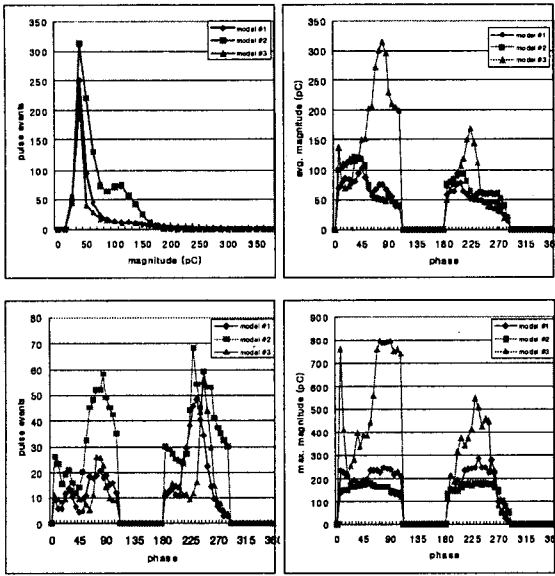 350
300
250
200
150
100
50
0
pulse events
model #1
model #2
model #3
0 50 100 150 200 250 300 350
magnitude (pC)
350
300
250
200
150
100
50
0
avg. magnitude (pC)
model #1
model #2
model #3
0 45 90 135 180 225 270 315 36
phase
80
70
60
50
40
30
20
10
0
pulse events
model #1
model #2
model #3
0 45 90 135 180 225 270 315 360
phase
900
800
700
600
500
400
300
200
100
0
max. magnitude (pC)
model #1
model #2
model #3
0 45 90 135 180 225 270 315 36
phase